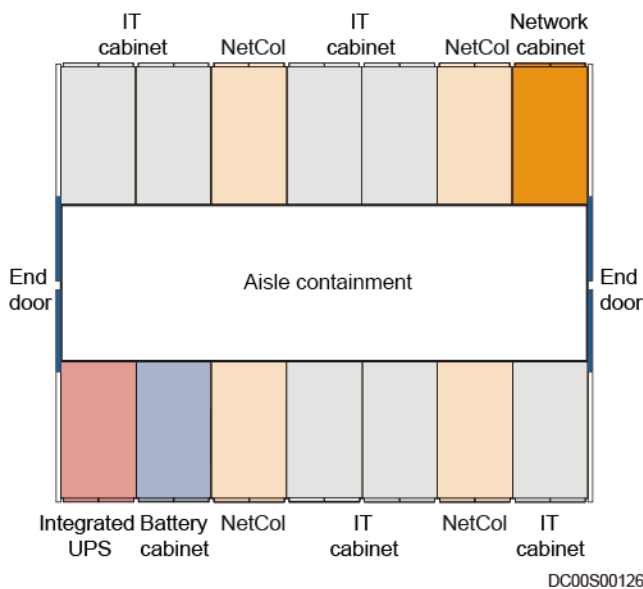 IT
cabinet
NetCol
IT
cabinet
NetCol
Network
cabinet
End
door
Aisle containment
End
door
Integrated
UPS
Battery
cabinet
NetCol
IT
cabinet
NetCol
IT
cabinet
DC00S00126